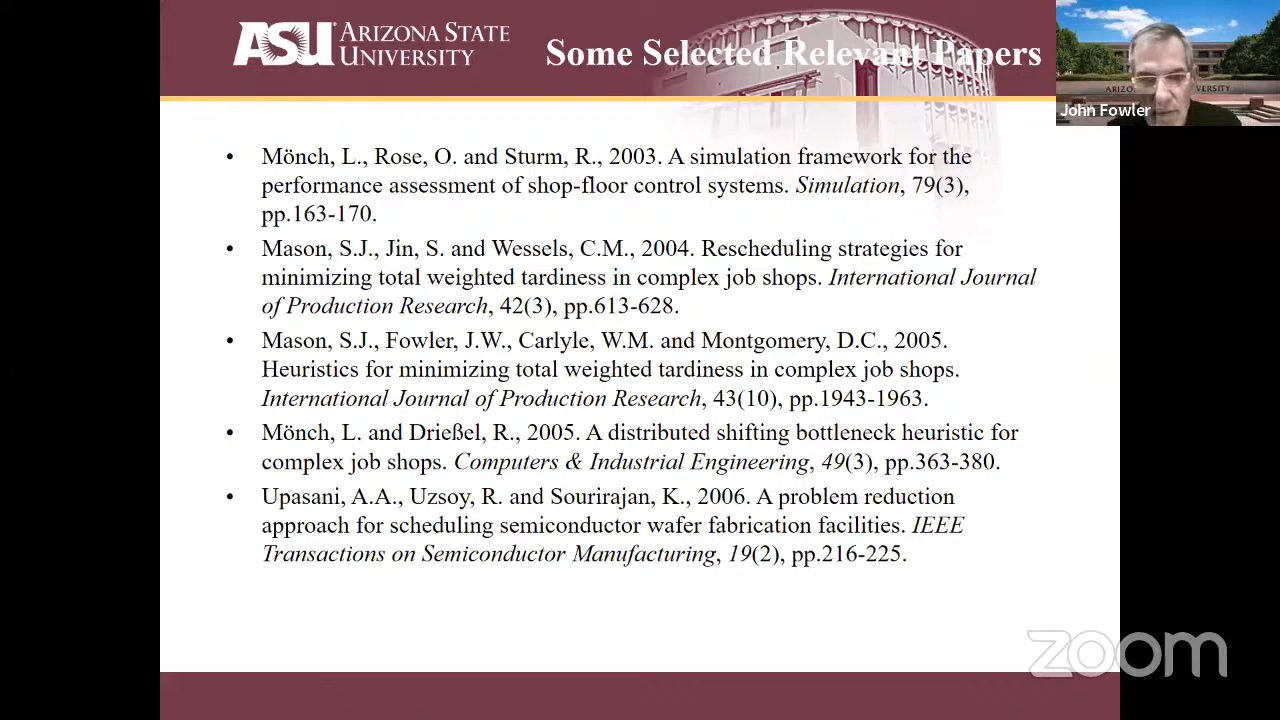 ASU ARIZONA STATE
UNIVERSITY
Some Selected Relevant Papers
John Fowler
• Mönch, L., Rose, O. and Sturm, R., 2003. A simulation framework for the
performance assessment of shop-floor control systems. Simulation, 79(3),
pp.163-170.
• Mason, S.J., Jin, S. and Wessels, C.M., 2004. Rescheduling strategies for
minimizing total weighted tardiness in complex job shops. International Journal
of Production Research, 42(3), pp.613-628.
• Mason, S.J., Fowler, J.W., Carlyle, W.M. and Montgomery, D.C., 2005.
Heuristics for minimizing total weighted tardiness in complex job shops.
International Journal of Production Research, 43(10), pp.1943-1963.
• Mönch, L. and Drießel, R., 2005. A distributed shifting bottleneck heuristic for
complex job shops. Computers & Industrial Engineering, 49(3), pp.363-380.
• Upasani, A.A., Uzsoy, R. and Sourirajan, K., 2006. A problem reduction
approach for scheduling semiconductor wafer fabrication facilities. IEEE
Transactions on Semiconductor Manufacturing, 19(2), pp.216-225.
zoom